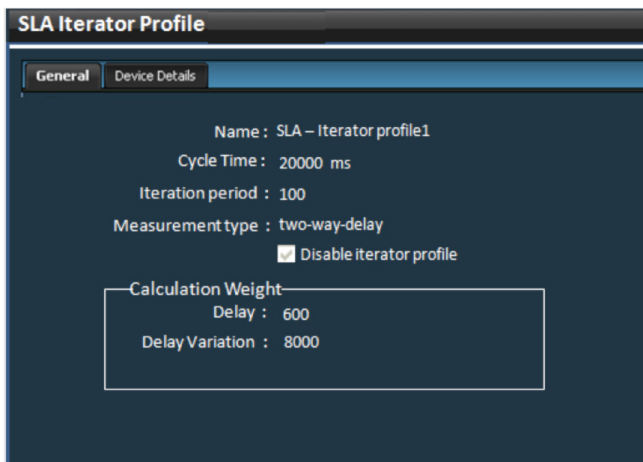 SLA Iterator Profile
General Device Details
Name : SLA – Iterator profile1
Cycle Time : 20000 ms
Iteration period : 100
Measurement type : two-way-delay
Disable iterator profile
Calculation Weight
Delay : 600
Delay Variation : 8000